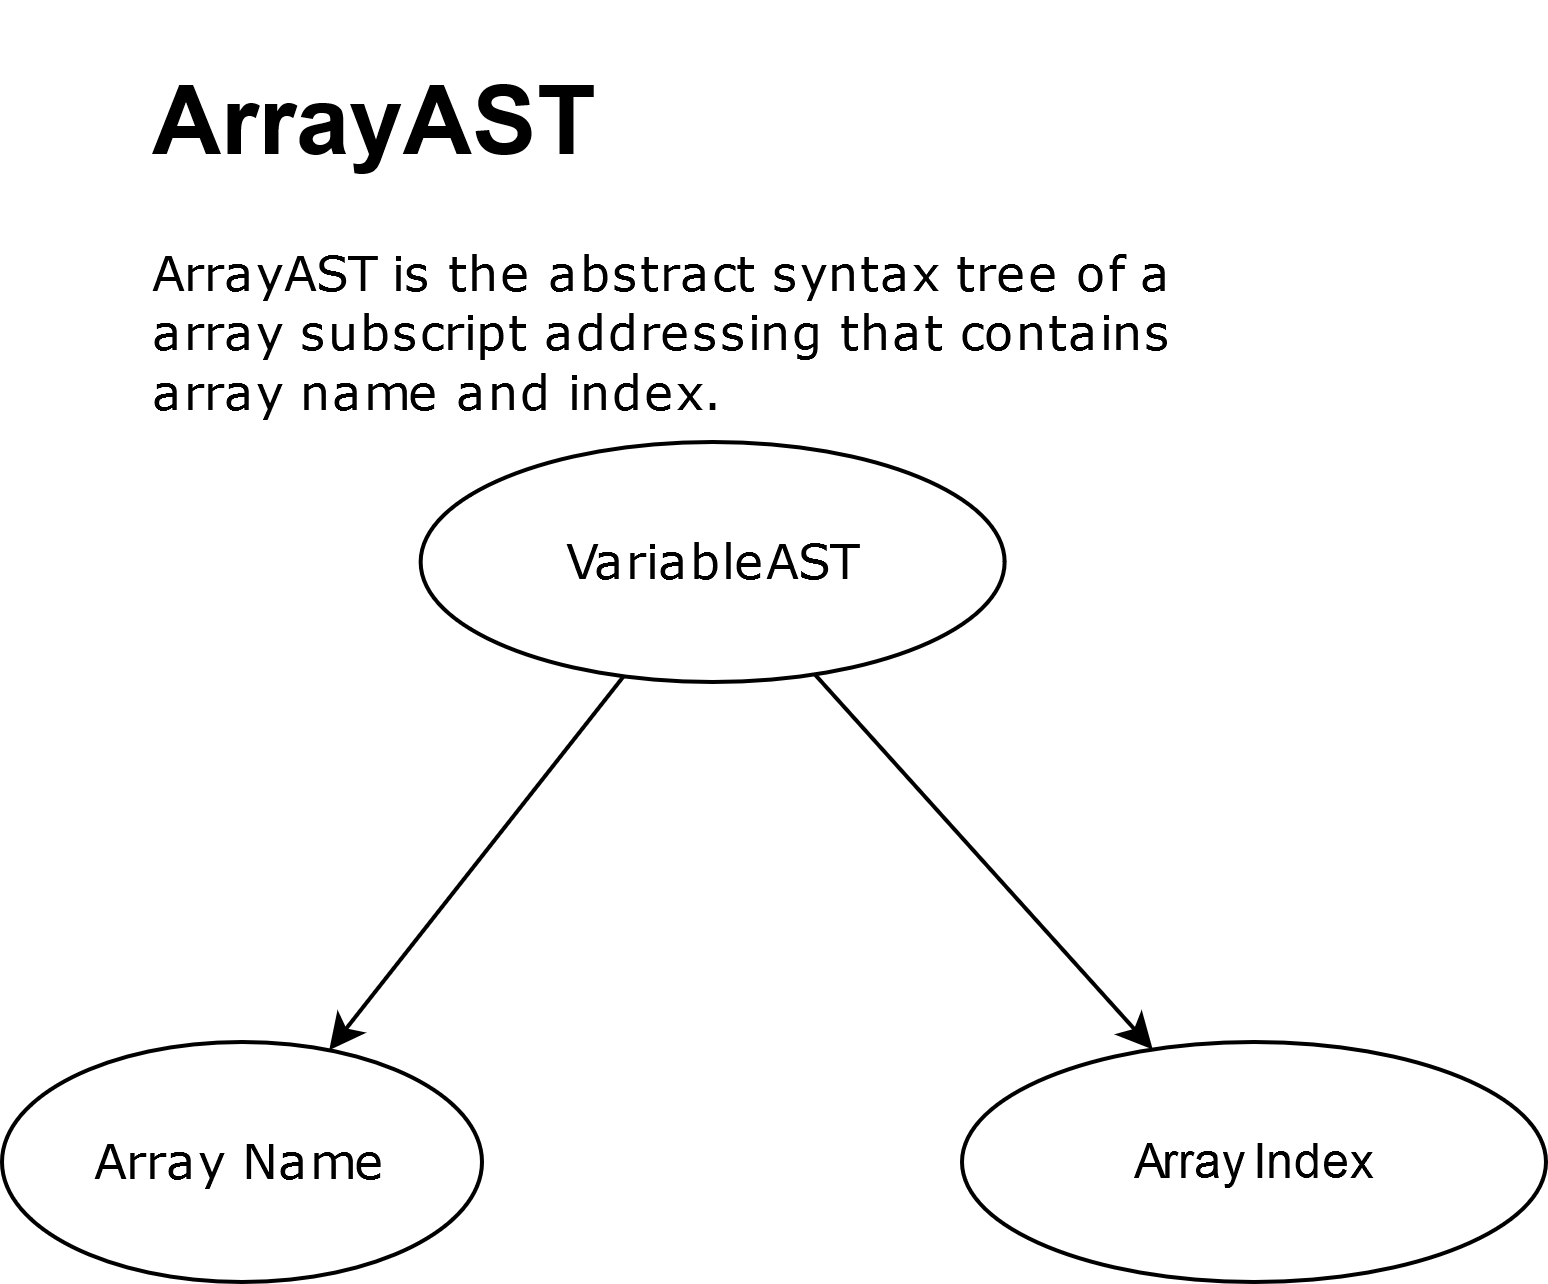 ArrayAST
ArrayAST is the abstract syntax tree of a
array subscript addressing that contains
array name and index.
VariableAST
Array Name
Array Index